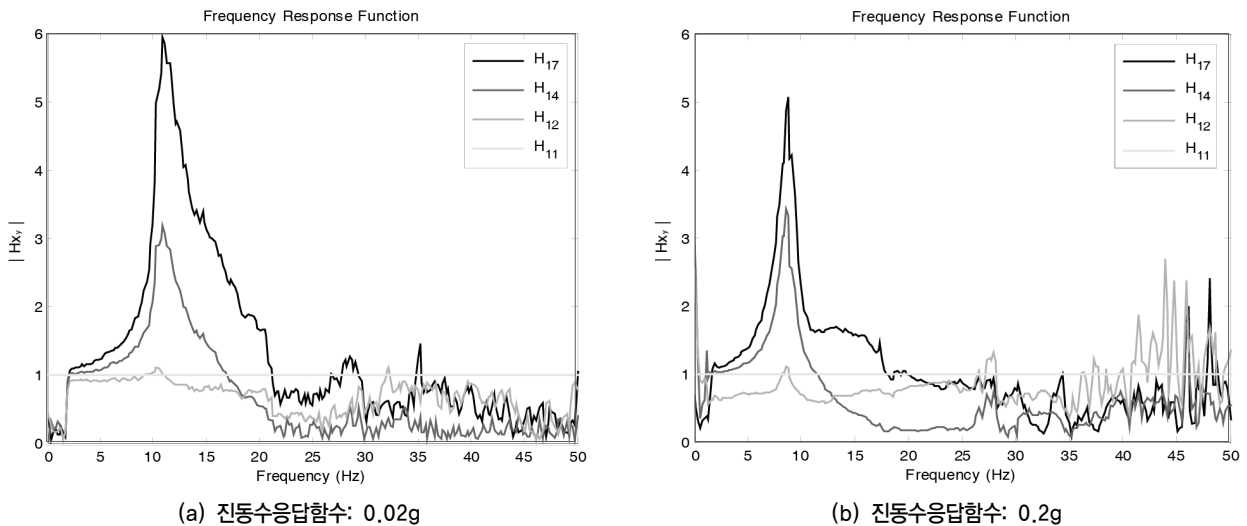 Frequency Response Function
6
5
4
3
2
1
0
| Hxy |
H17
H14
H12
H11
0 5 10 15 20 25 30 35 40 45 50
Frequency (Hz)
(a) 진동수응답함수: 0.02g
Frequency Response Function
6
5
4
3
2
1
0
| Hxy |
H17
H14
H12
H11
0 5 10 15 20 25 30 35 40 45 50
Frequency (Hz)
(b) 진동수응답함수: 0.2g